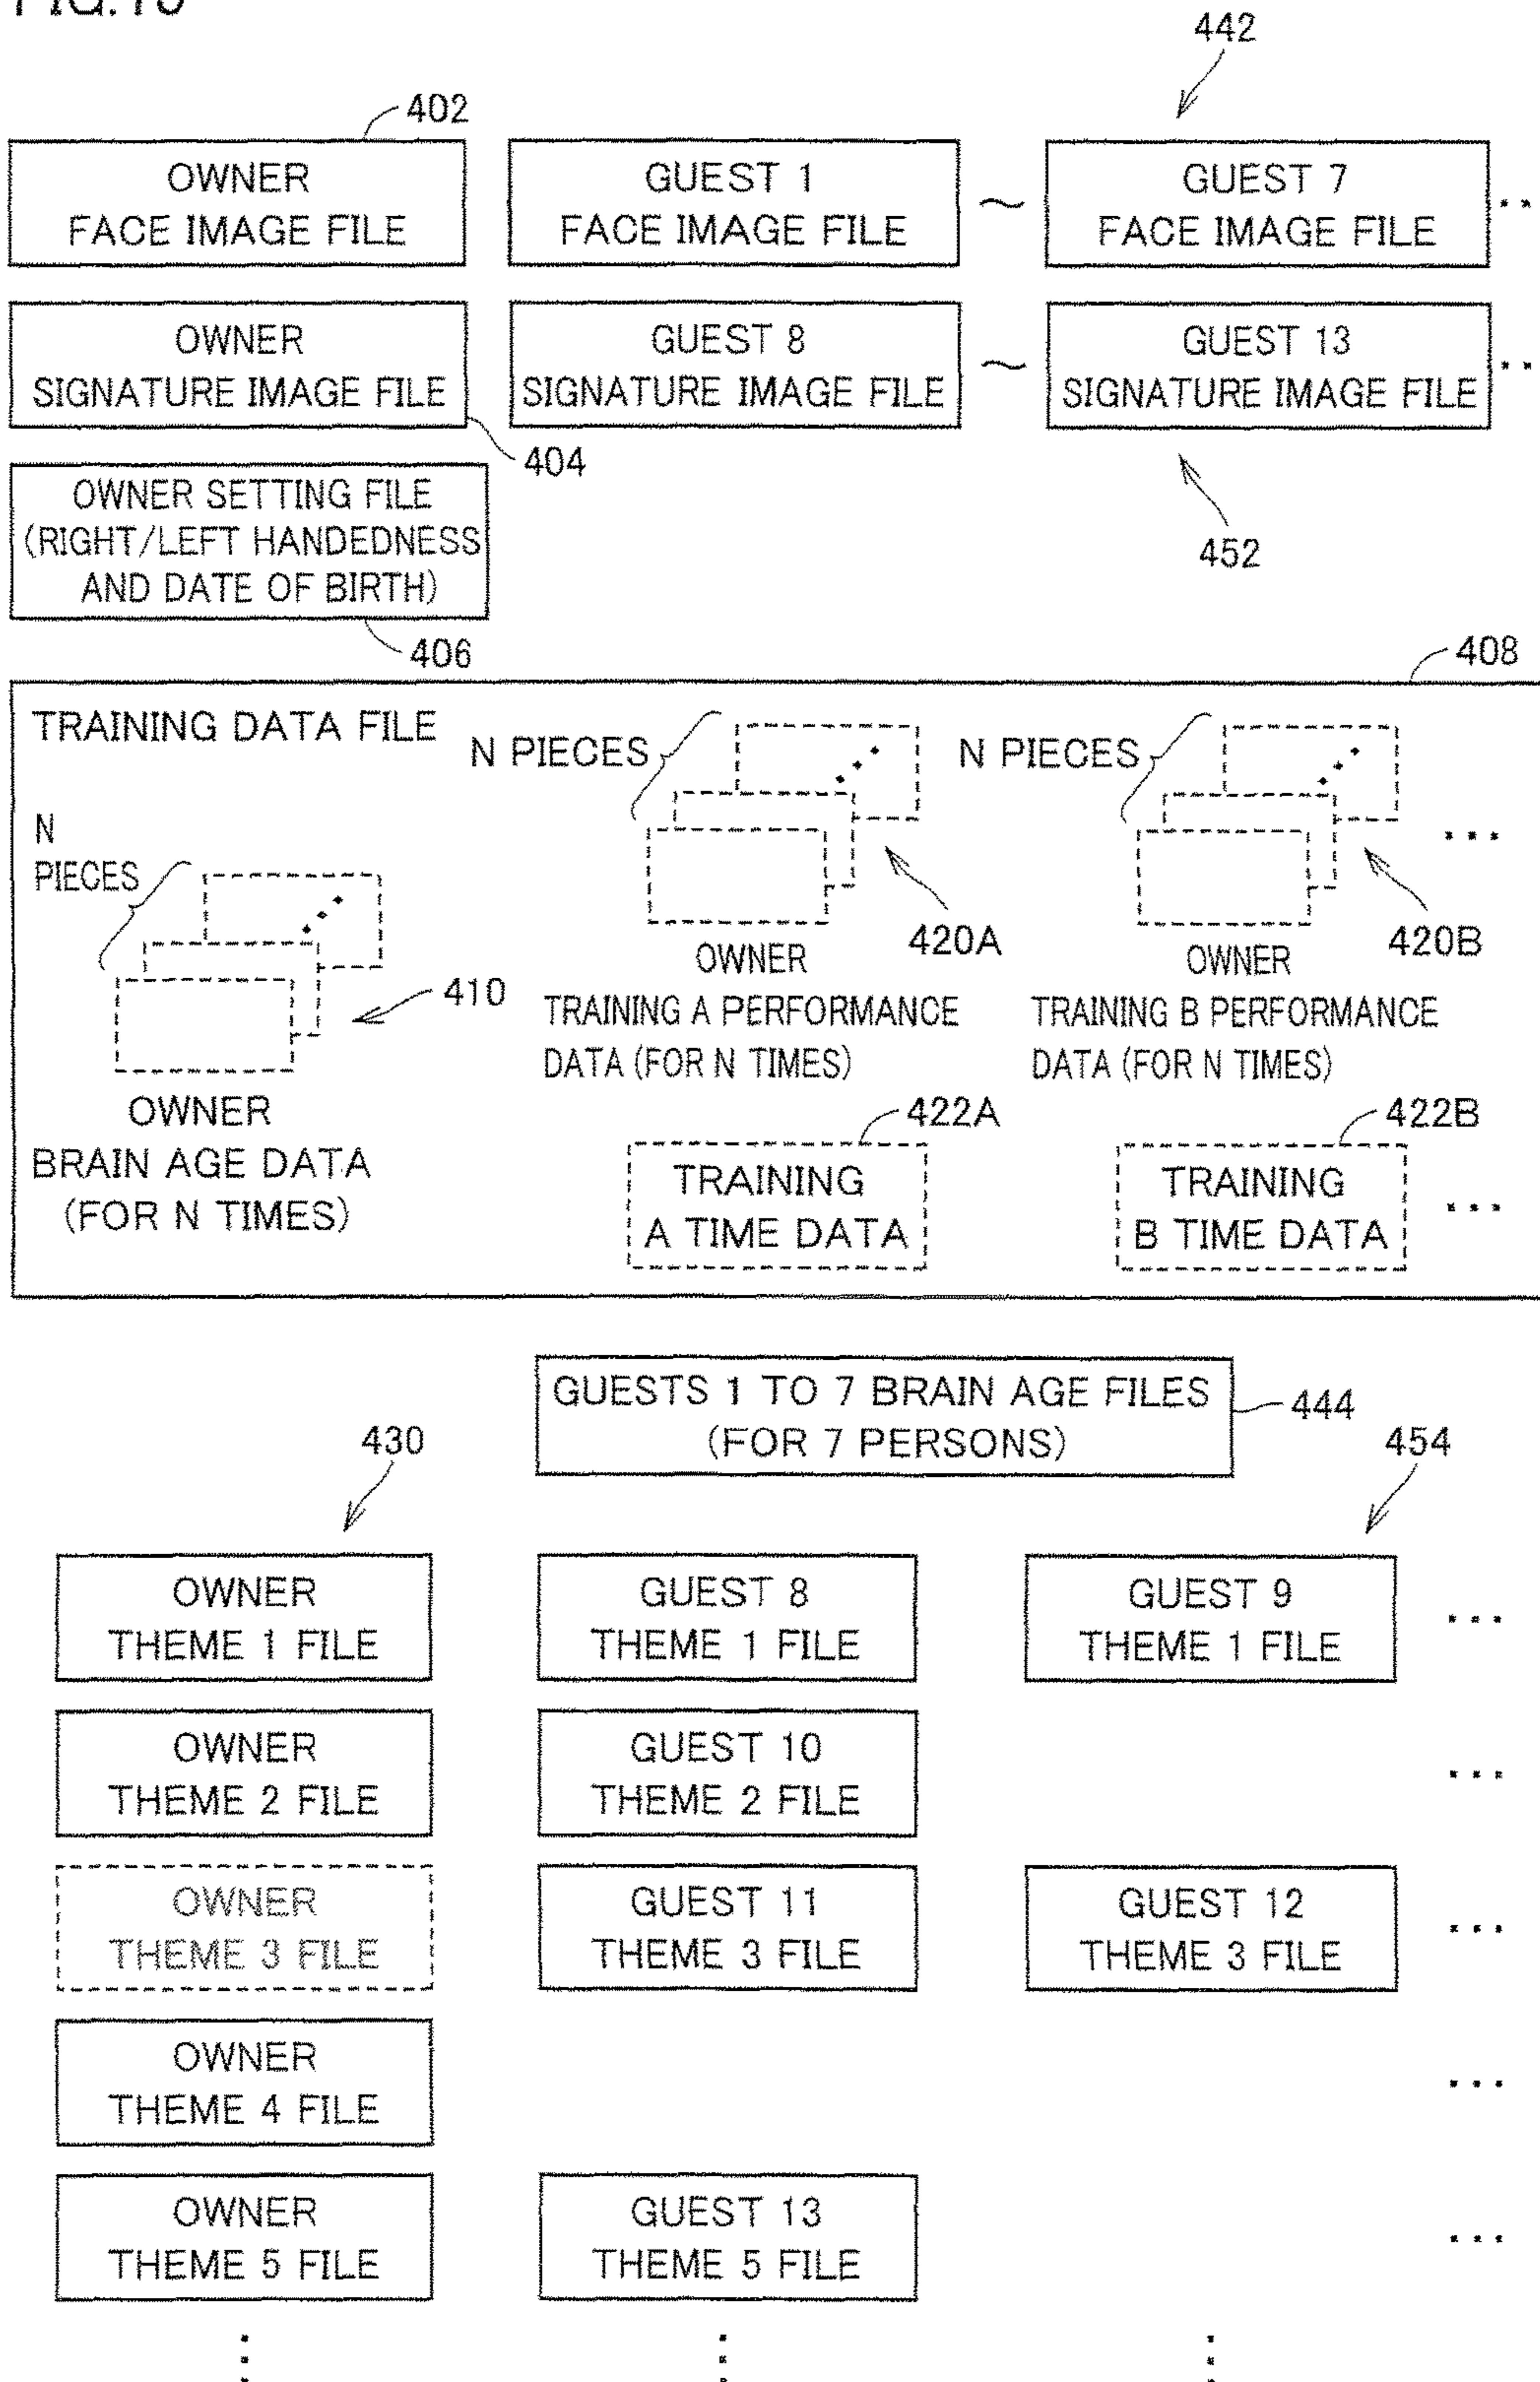 442
402
OWNER
FACE IMAGE FILE
GUEST 1
FACE IMAGE FILE
~
GUEST 7
FACE IMAGE FILE
OWNER
SIGNATURE IMAGE FILE
GUEST 8
SIGNATURE IMAGE FILE
~
GUEST 13
SIGNATURE IMAGE FILE
404
452
OWNER SETTING FILE
(RIGHT/LEFT HANDEDNESS
AND DATE OF BIRTH)
406
408
TRAINING DATA FILE
N
PIECES
410
OWNER
BRAIN AGE DATA
(FOR N TIMES)
N PIECES
420A
OWNER
TRAINING A PERFORMANCE
DATA (FOR N TIMES)
422A
TRAINING
A TIME DATA
N PIECES
420B
OWNER
TRAINING B PERFORMANCE
DATA (FOR N TIMES)
422B
TRAINING
B TIME DATA
...
...
GUESTS 1 TO 7 BRAIN AGE FILES
(FOR 7 PERSONS)
444
430
454
OWNER
THEME 1 FILE
GUEST 8
THEME 1 FILE
GUEST 9
THEME 1 FILE
...
OWNER
THEME 2 FILE
GUEST 10
THEME 2 FILE
...
OWNER
THEME 3 FILE
GUEST 11
THEME 3 FILE
GUEST 12
THEME 3 FILE
...
OWNER
THEME 4 FILE
...
OWNER
THEME 5 FILE
GUEST 13
THEME 5 FILE
...